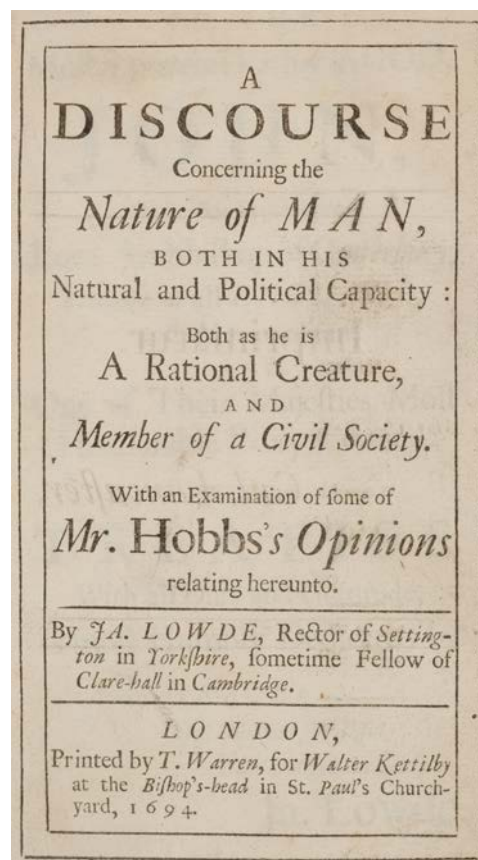 A
DISCOURSE
Concerning the
Nature of MAN,
BOTH IN HIS
Natural and Political Capacity :
Both as he is
A Rational Creature,
AND
Member of a Civil Society.
With an Examination of ſome of
Mr. Hobbs's Opinions
relating hereunto.
By JA. LOWDE, Rector of Setting-
ton in Yorkſhire, ſometime Fellow of
Clare-hall in Cambridge.
LONDON,
Printed by T. Warren, for Walter Kettilby
at the Biſhop's-head in St. Paul's Church-
yard, 1694.